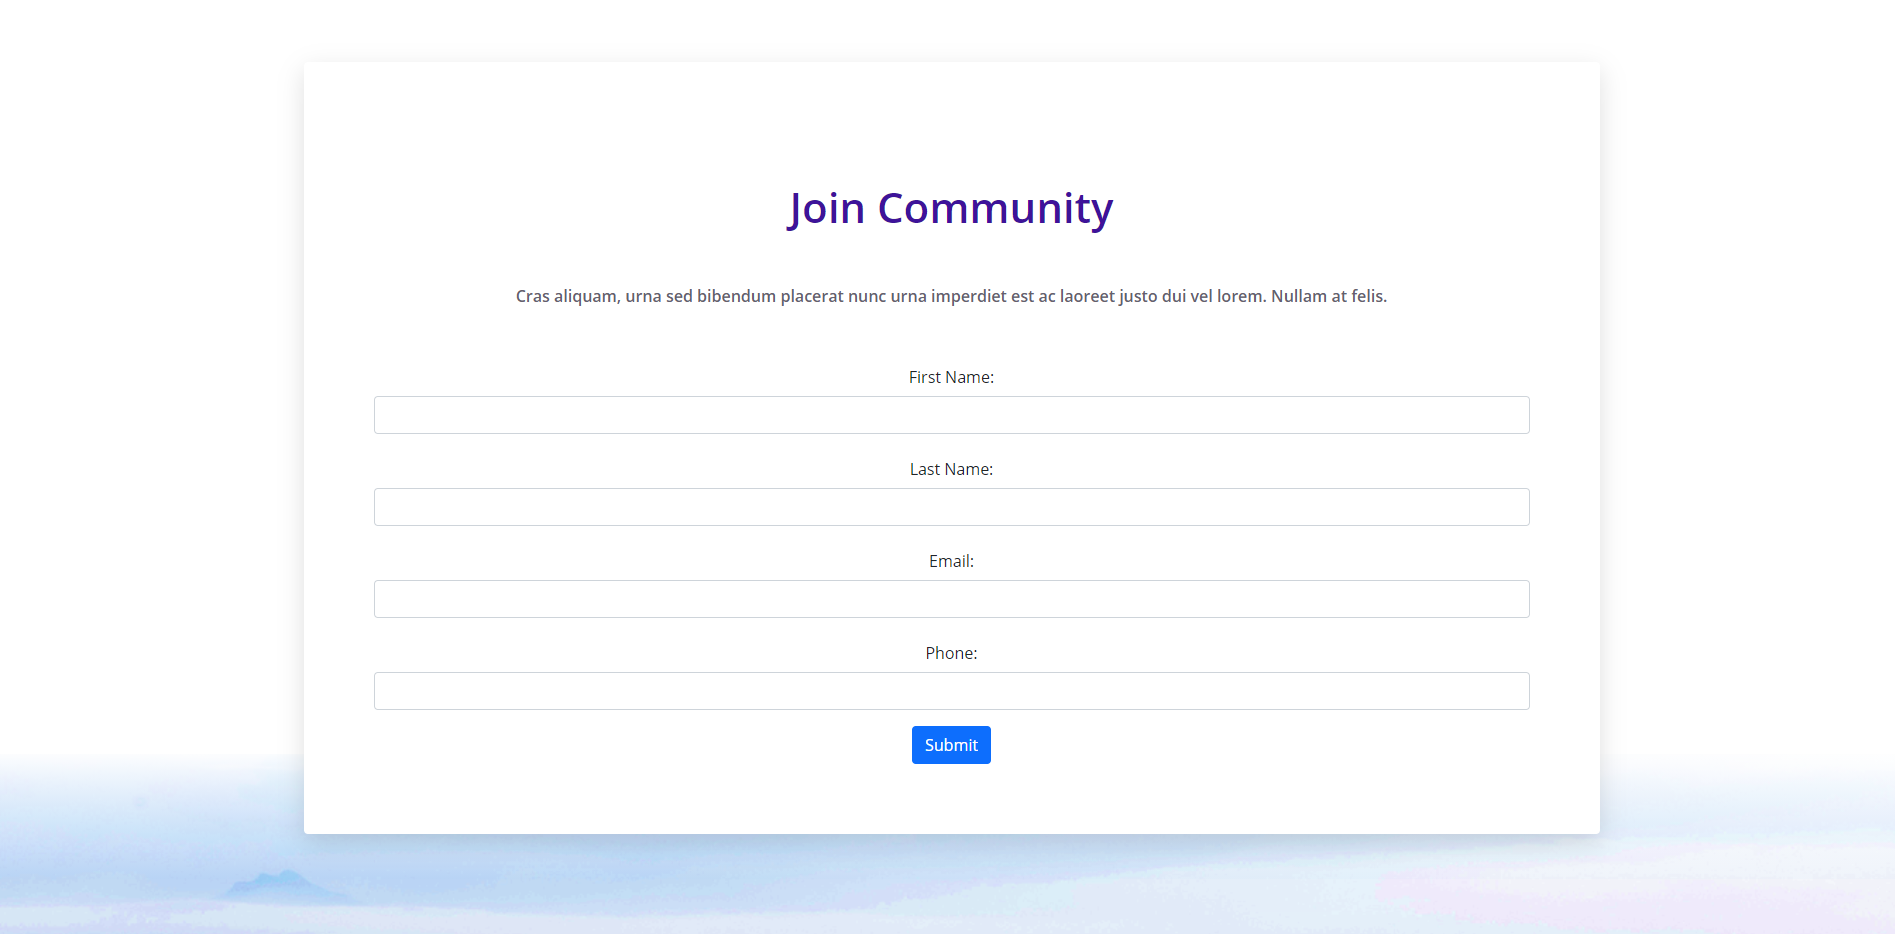 Join Community
Cras aliquam, urna sed bibendum placerat nunc urna imperdiet est ac laoreet justo dui vel lorem. Nullam at felis.
First Name:
Last Name:
Email:
Phone:
Submit